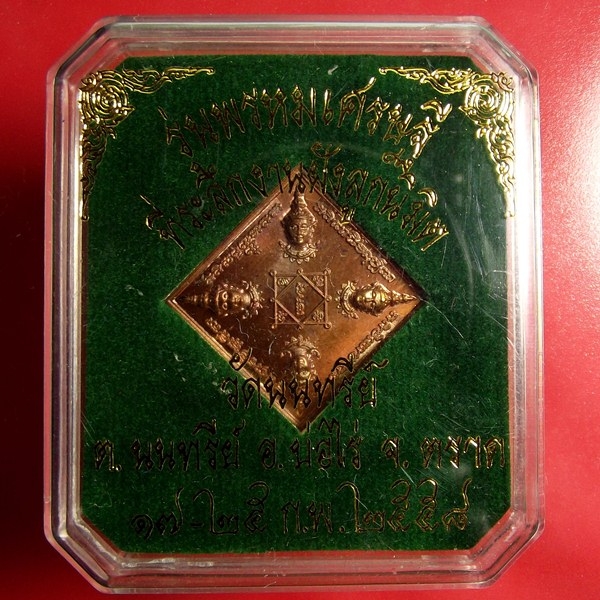 รุ่นพรหมเศรษฐี
ที่ระลึกงานฝังลูกนิมิต
วัดนนทรีย์
ต. นนทรีย์ อ. บ่อไร่ จ. ตราด
๑๗-๒๕ ก.พ. ๒๕๕๘